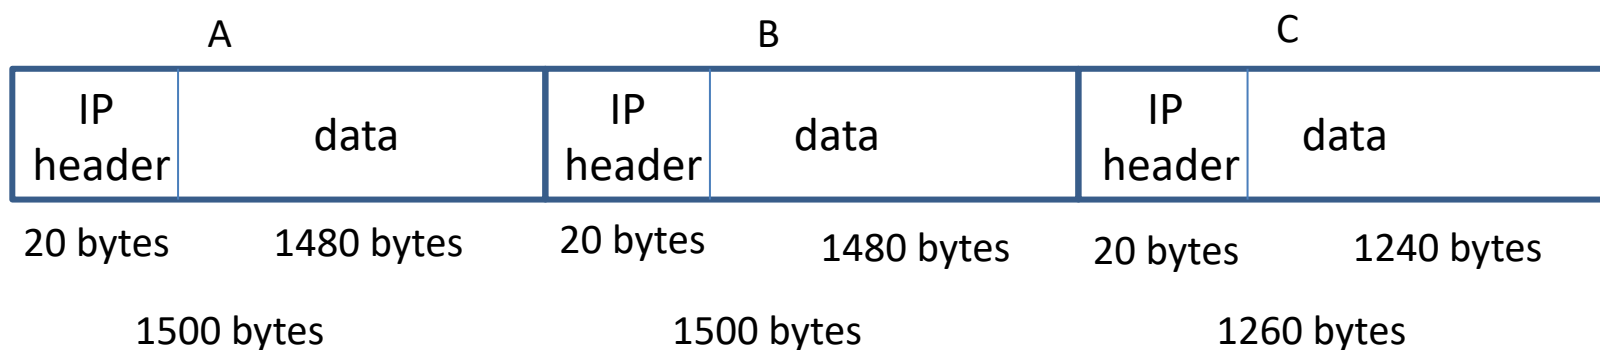 A B C
IP header data IP header data IP header data
20 bytes 1480 bytes 20 bytes 1480 bytes 20 bytes 1240 bytes
1500 bytes 1500 bytes 1260 bytes